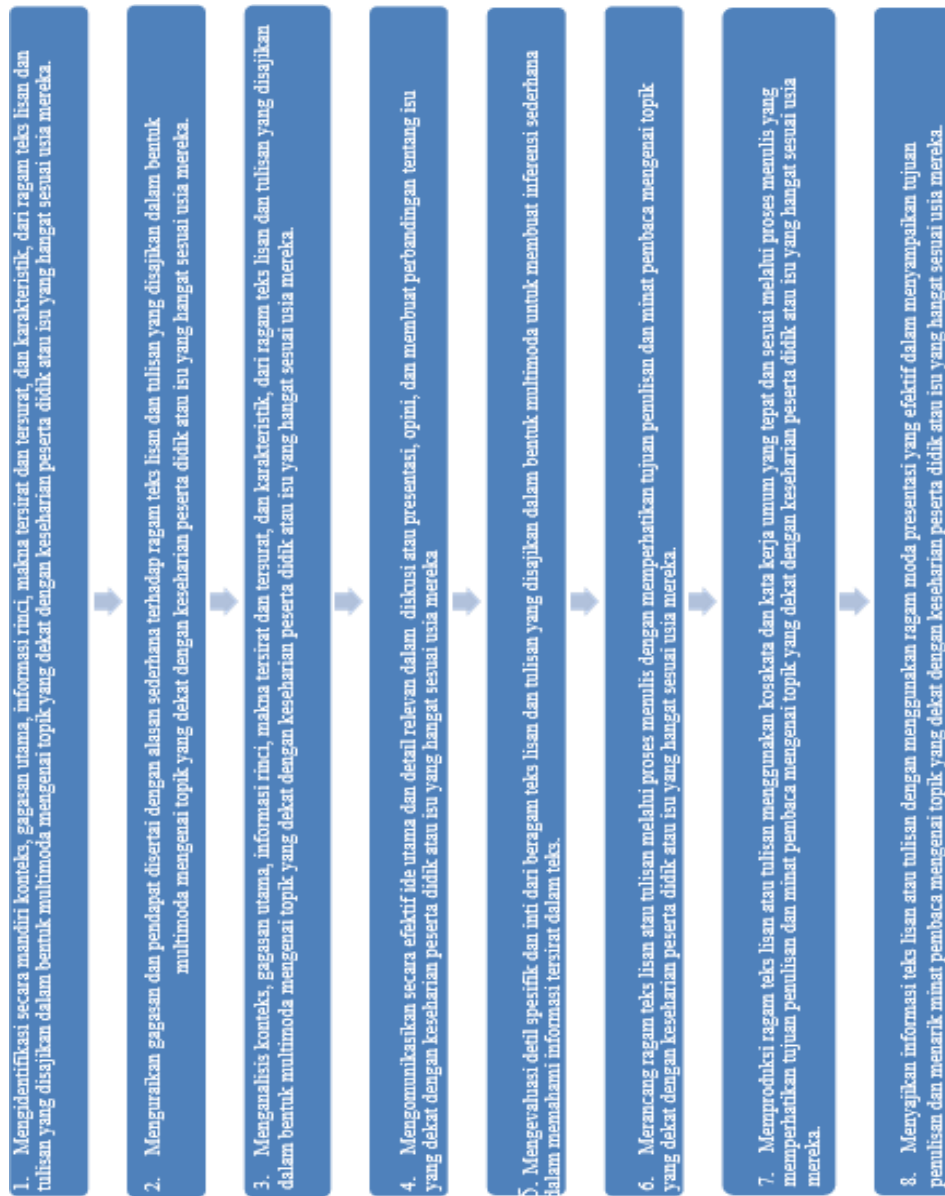 1. Mengidentifikasi secara mandiri konteks, gagasan utama, informasi rinci, makna tersirat dan tersurat, dan karakteristik, dari ragam teks lisan dan
tulisan yang disajikan dalam bentuk multimoda mengenai topik yang dekat dengan keseharian peserta didik atau isu yang hangat sesuai usia mereka.
2. Menguraikan gagasan dan pendapat disertai dengan alasan sederhana terhadap ragam teks lisan dan tulisan yang disajikan dalam bentuk
multimoda mengenai topik yang dekat dengan keseharian peserta didik atau isu yang hangat sesuai usia mereka.
3. Menganalisis konteks, gagasan utama, informasi rinci, makna tersirat dan tersurat, dan karakteristik, dari ragam teks lisan dan tulisan yang disajikan
dalam bentuk multimoda mengenai topik yang dekat dengan keseharian peserta didik atau isu yang hangat sesuai usia mereka.
4. Mengomunikasikan secara efektif ide utama dan detail relevan dalam diskusi atau presentasi, opini, dan membuat perbandingan tentang isu
yang dekat dengan keseharian peserta didik atau isu yang hangat sesuai usia mereka
5. Mengevaluasi detil spesifik dan inti dari beragam teks lisan dan tulisan yang disajikan dalam bentuk multimoda untuk membuat inferensi sederhana
dalam memahami informasi tersirat dalam teks.
6. Merancang ragam teks lisan atau tulisan melalui proses menulis dengan memperhatikan tujuan penulisan dan minat pembaca mengenai topik
yang dekat dengan keseharian peserta didik atau isu yang hangat sesuai usia mereka.
7. Memproduksi ragam teks lisan atau tulisan menggunakan kosakata dan kata kerja umum yang tepat dan sesuai melalui proses menulis yang
memperhatikan tujuan penulisan dan minat pembaca mengenai topik yang dekat dengan keseharian peserta didik atau isu yang hangat sesuai usia
mereka.
8. Menyajikan informasi teks lisan atau tulisan dengan menggunakan ragam moda presentasi yang efektif dalam menyampaikan tujuan
penulisan dan menarik minat pembaca mengenai topik yang dekat dengan keseharian peserta didik atau isu yang hangat sesuai usia mereka.